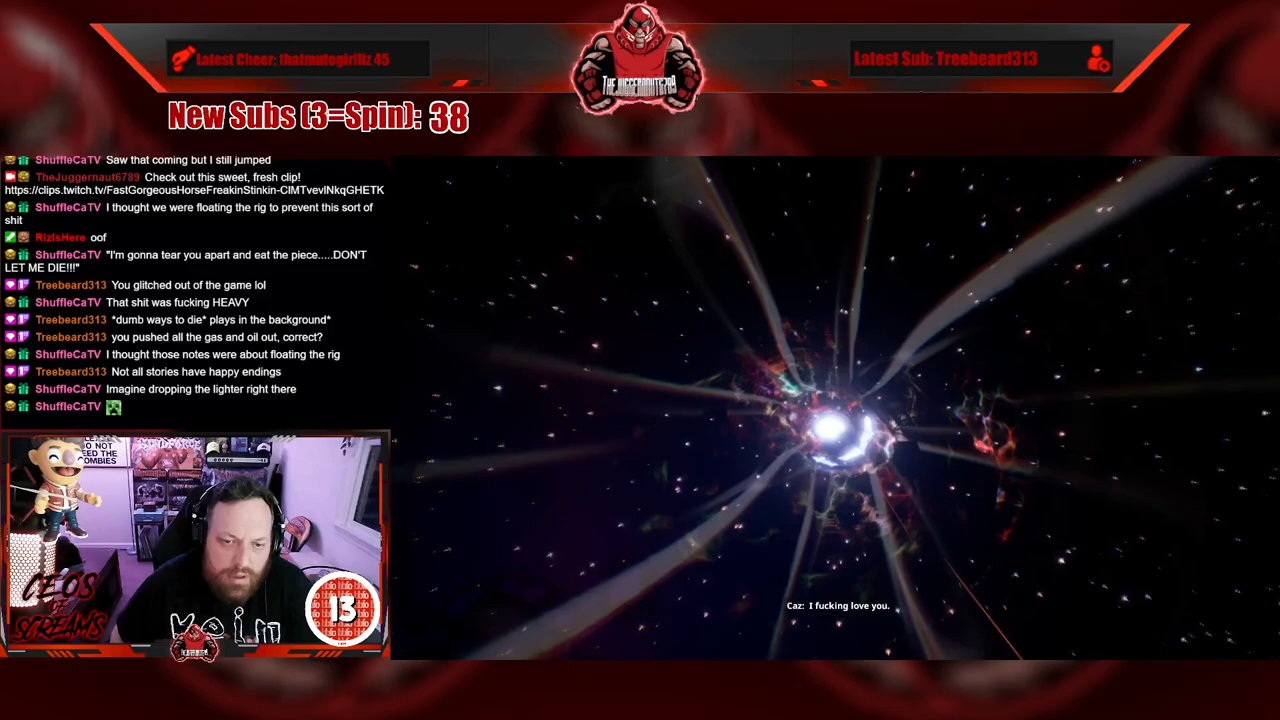 Latest Cheer: thatmutegirlliz 45
THEJUGGERNAUT6789
Latest Sub: Treebeard313
New Subs (3=Spin): 38
ShuffleCaTV Saw that coming but I still jumped
TheJuggernaut6789 Check out this sweet, fresh clip!
https://clips.twitch.tv/FastGorgeousHorseFreakinStinkin-ClMTvevlNkqGHETK
ShuffleCaTV I thought we were floating the rig to prevent this sort of
shit
RizIsHere oof
ShuffleCaTV "I'm gonna tear you apart and eat the piece.....DON'T
LET ME DIE!!!"
Treebeard313 You glitched out of the game lol
ShuffleCaTV That shit was fucking HEAVY
Treebeard313 *dumb ways to die* plays in the background*
Treebeard313 you pushed all the gas and oil out, correct?
ShuffleCaTV I thought those notes were about floating the rig
Treebeard313 Not all stories have happy endings
ShuffleCaTV Imagine dropping the lighter right there
ShuffleCaTV
DO NOT
FEED THE
ZOMBIES
CEOS
OF
STREAMS
13
Caz: I fucking love you.